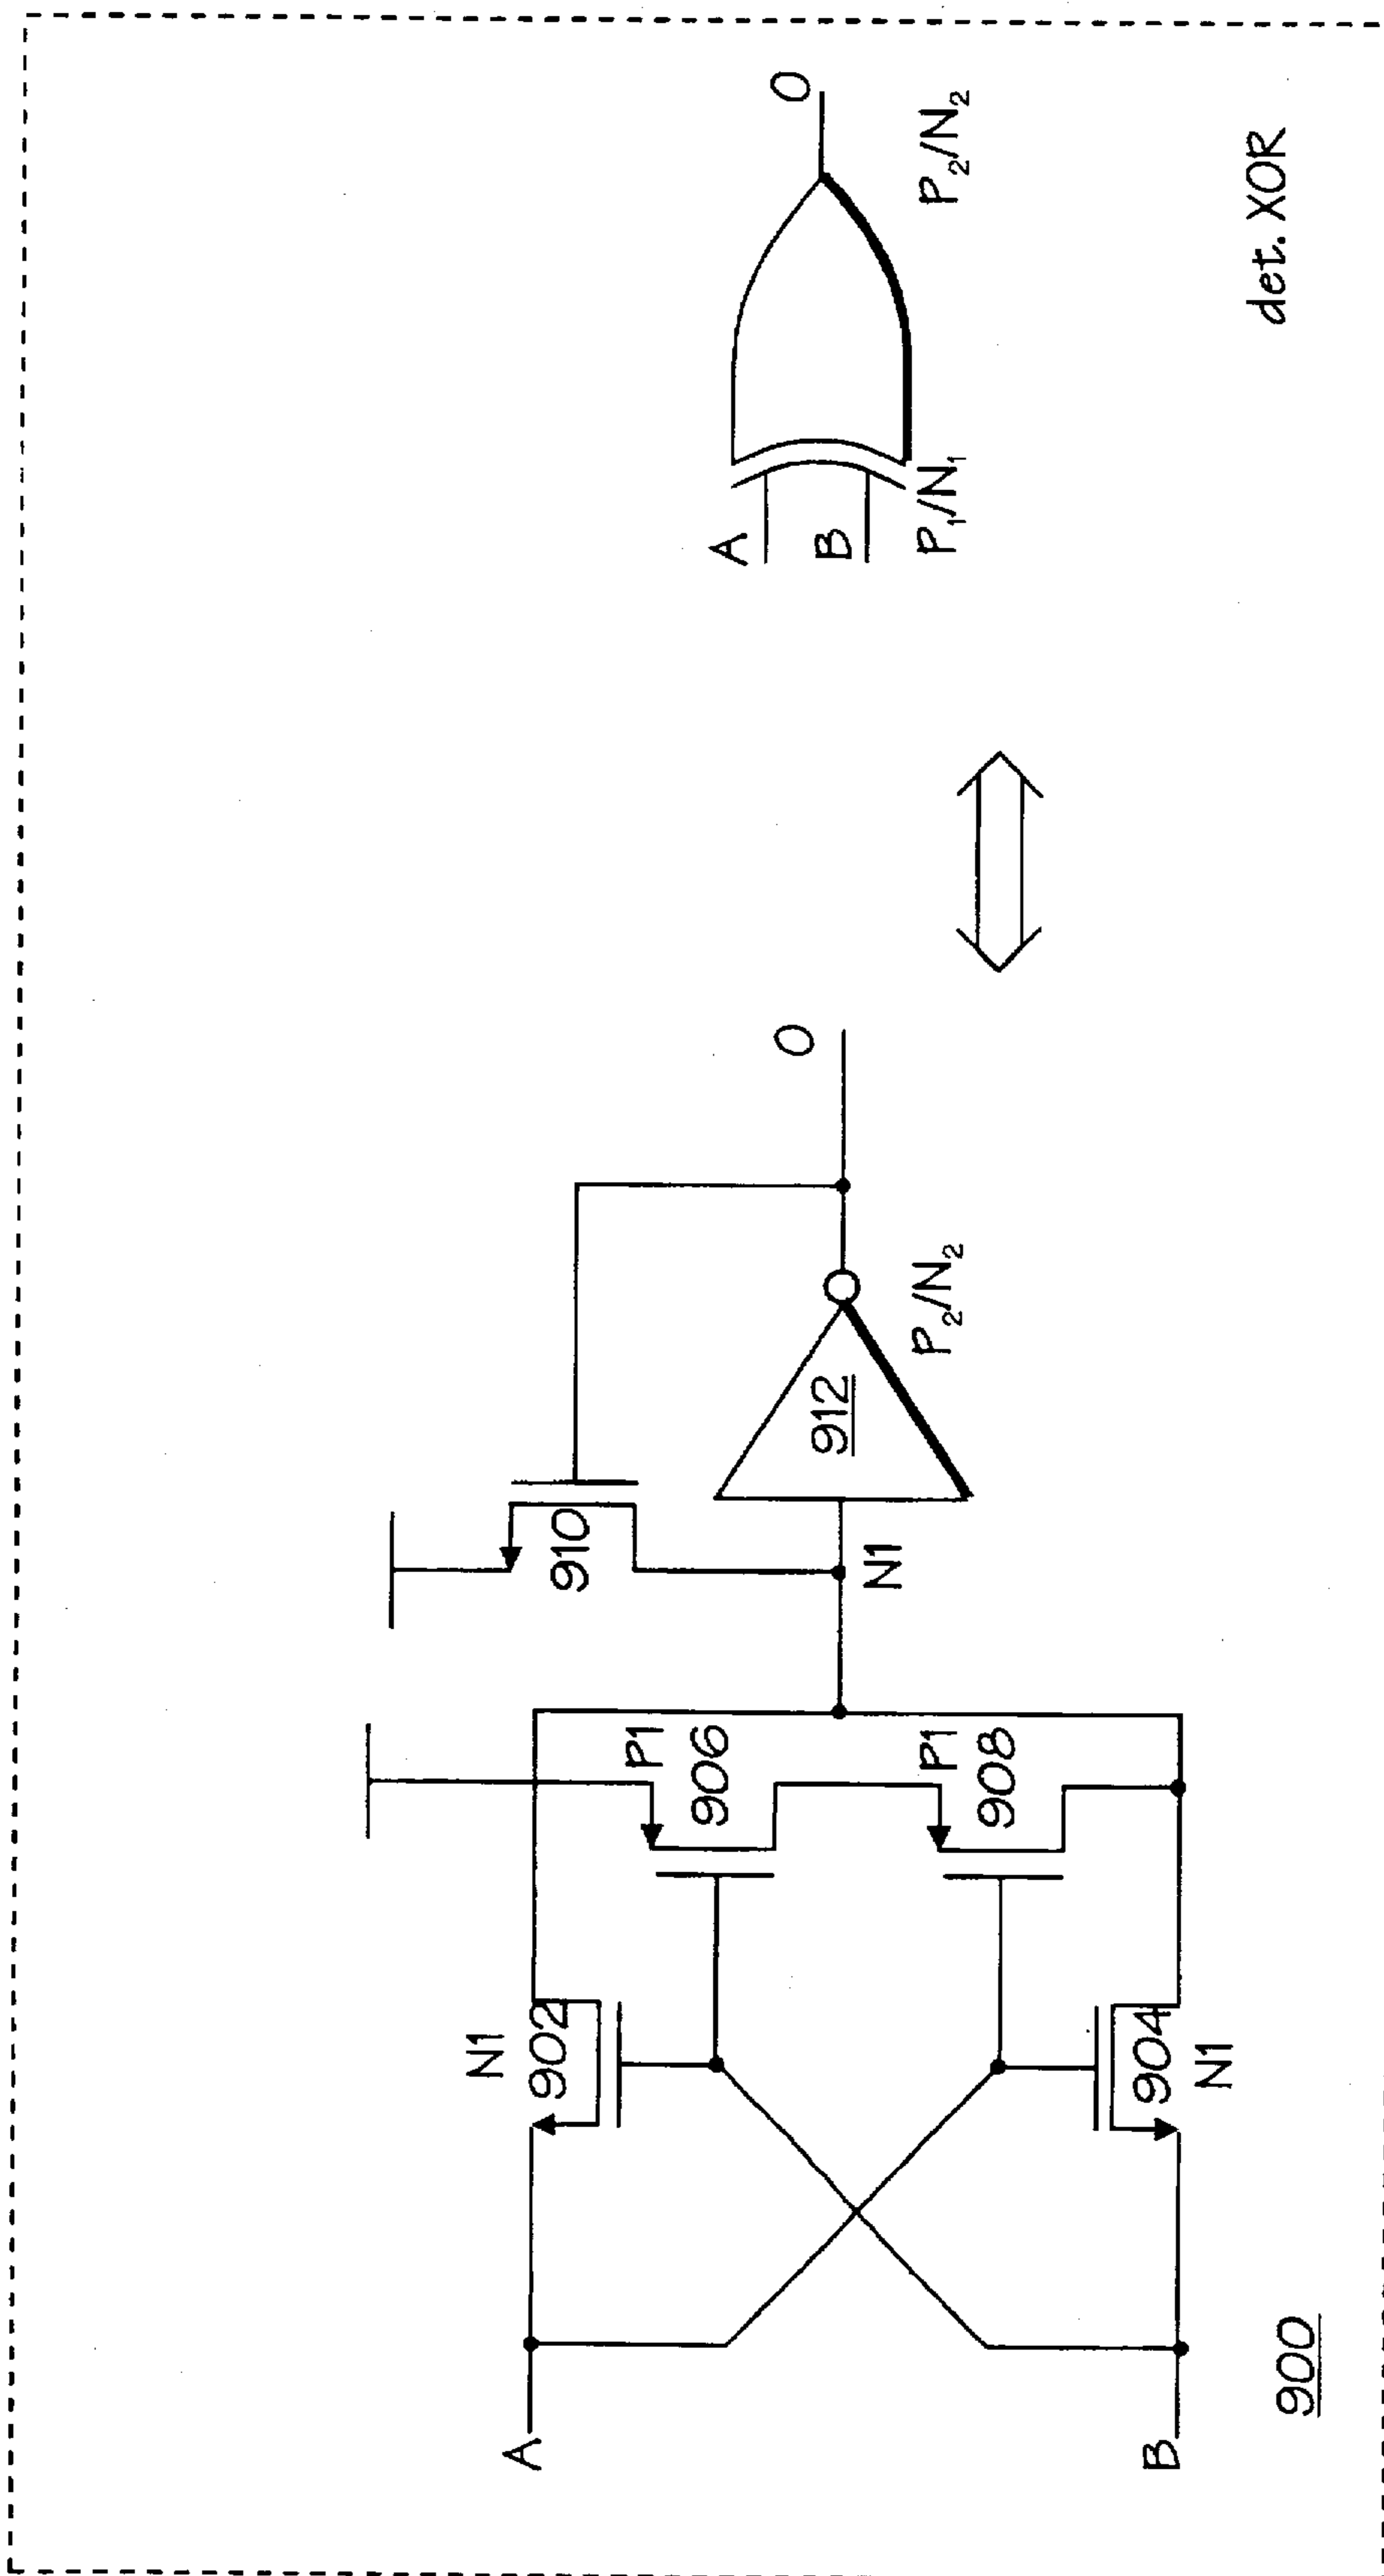 A
B
900
N1
902
904
N1
P1
906
P1
908
910
N1
912
P₂/N₂
O
A
B
P₁/N₁
O
P₂/N₂
det. XOR